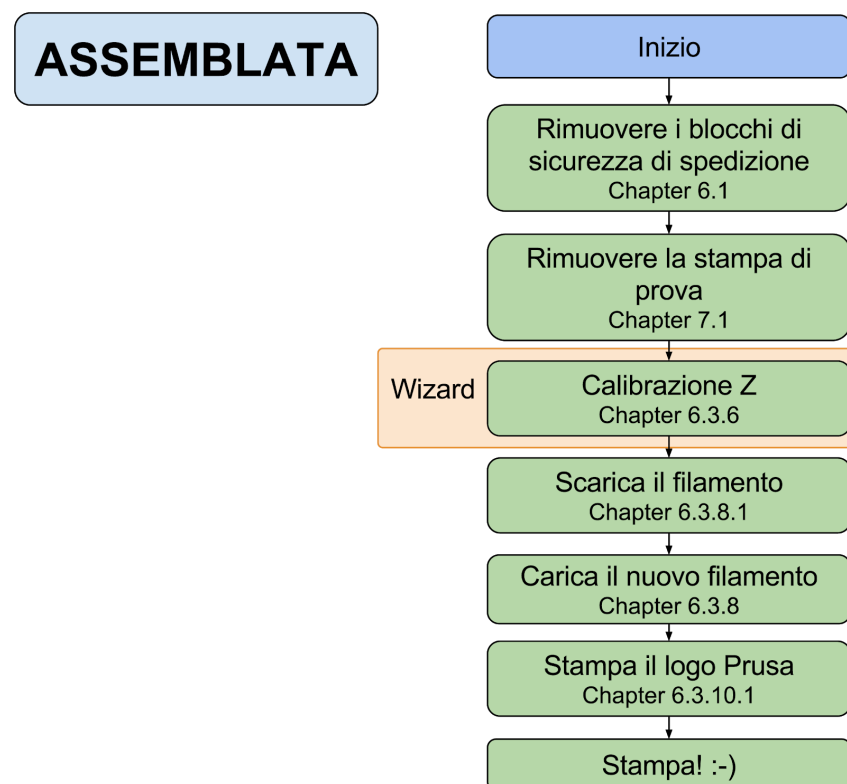 ASSEMBLATA
Inizio
Rimuovere i blocchi di
sicurezza di spedizione
Chapter 6.1
Rimuovere la stampa di
prova
Chapter 7.1
Wizard
Calibrazione Z
Chapter 6.3.6
Scarica il filamento
Chapter 6.3.8.1
Carica il nuovo filamento
Chapter 6.3.8
Stampa il logo Prusa
Chapter 6.3.10.1
Stampa! :-)